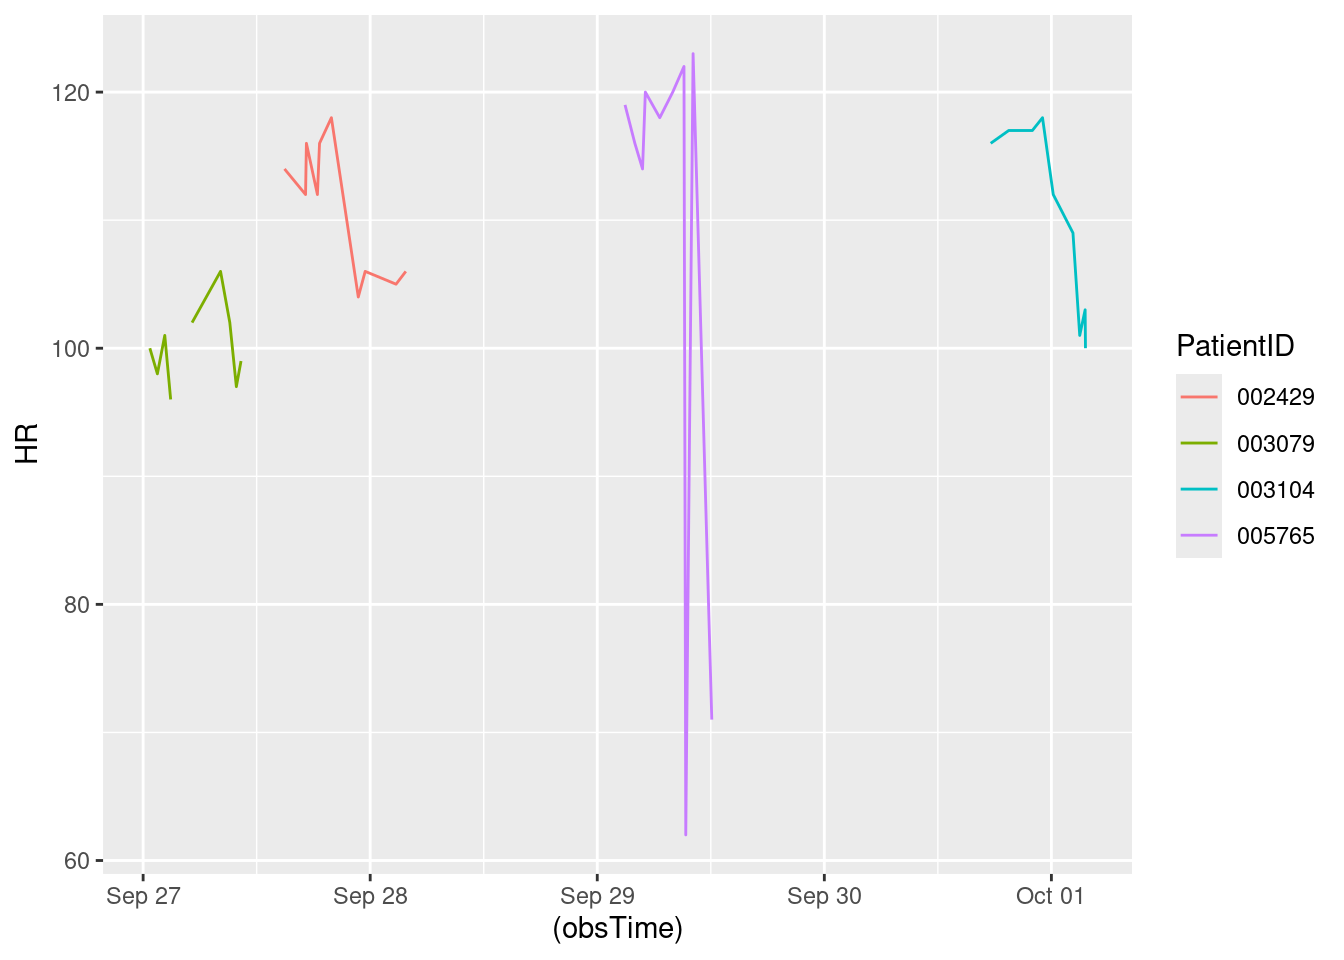 120
100
80
60
HR
Sep 27
Sep 28
Sep 29
Sep 30
Oct 01
(obsTime)
PatientID
002429
003079
003104
005765